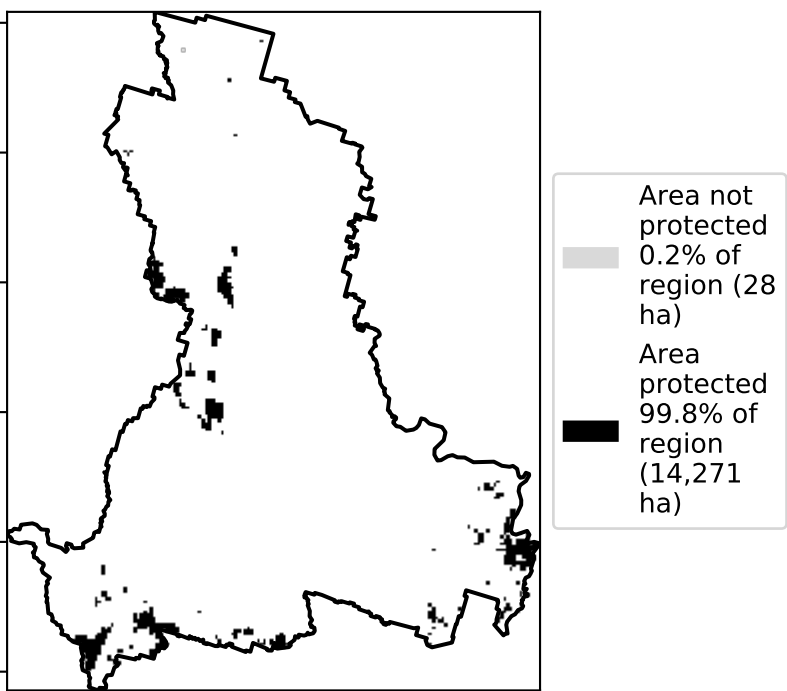 Area not
protected
0.2% of
region (28
ha)
Area
protected
99.8% of
region
(14,271
ha)